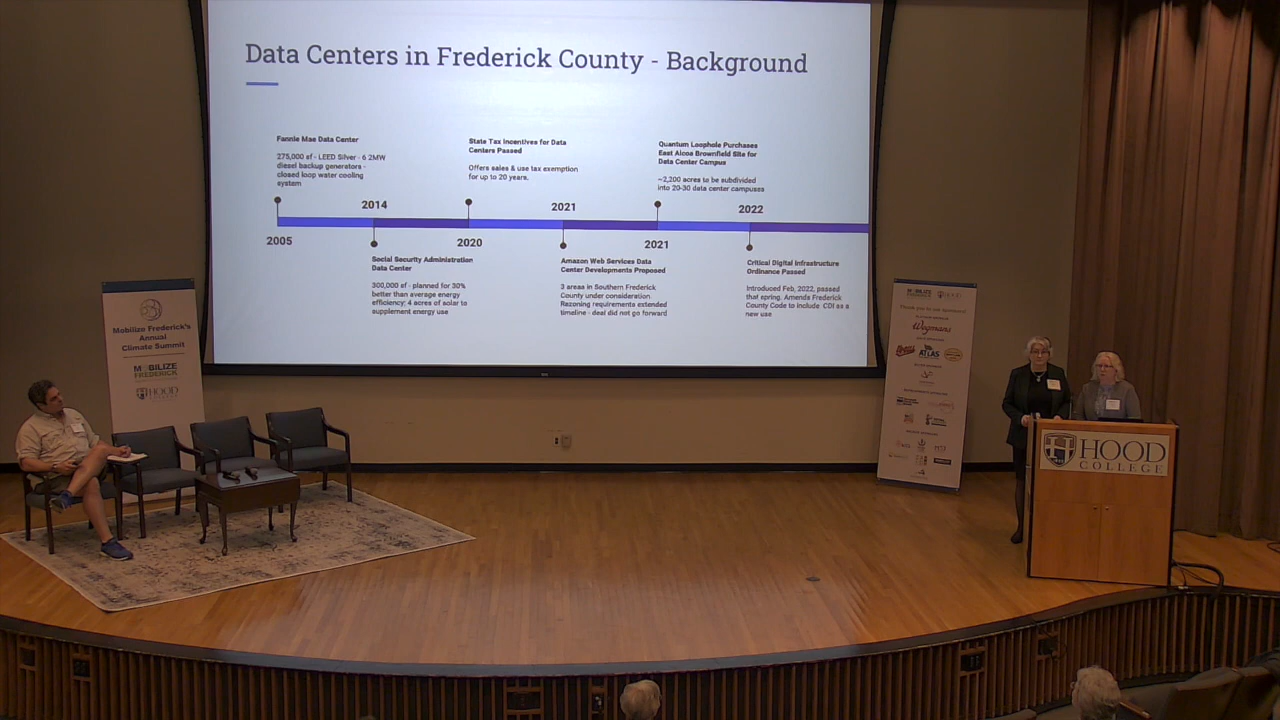 Data Centers in Frederick County - Background
Fannie Mae Data Center
275,000 sf - LEED Silver - 6 2MW
diesel backup generators -
closed loop water cooling
system
2005
2014
Social Security Administration
Data Center
300,000 sf - planned for 30%
better than average energy
efficiency; 4 acres of solar to
supplement energy use
State Tax Incentives for Data
Centers Passed
Offers sales & use tax exemption
for up to 20 years.
2020
2021
Amazon Web Services Data
Center Developments Proposed
3 areas in Southern Frederick
County under consideration.
Rezoning requirements extended
timeline - deal did not go forward
Quantum Loophole Purchases
East Alcoa Brownfield Site for
Data Center Campus
~2,200 acres to be subdivided
into 20-30 data center campuses
2021
2022
Critical Digital Infrastructure
Ordinance Passed
Introduced Feb, 2022, passed
that spring. Amends Frederick
County Code to include CDI as a
new use
Mobilize Frederick's
Annual
Climate Summit
MOBILIZE
FREDERICK
HOOD
MOBILIZE
FREDERICK
HOOD
Thank you to our sponsors!
Wegmans
ATLAS
HOOD
COLLEGE